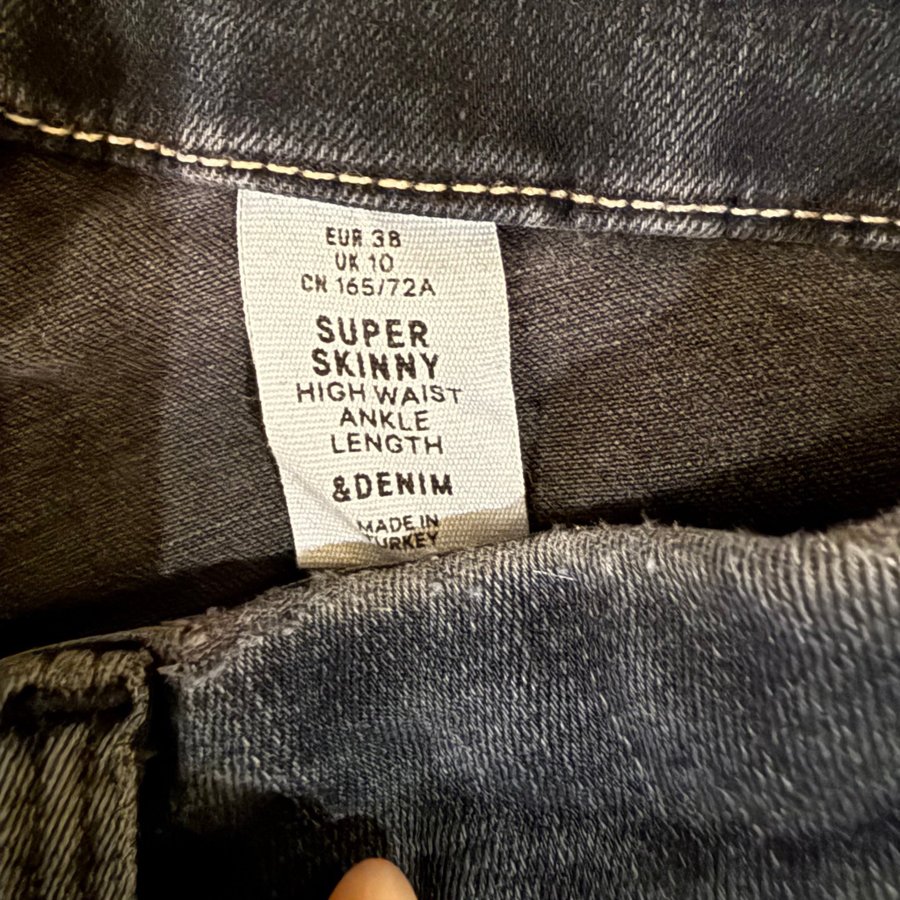 EUR 38
UK 10
CN 165/72A
SUPER
SKINNY
HIGH WAIST
ANKLE
LENGTH
&DENIM
MADE IN
TURKEY